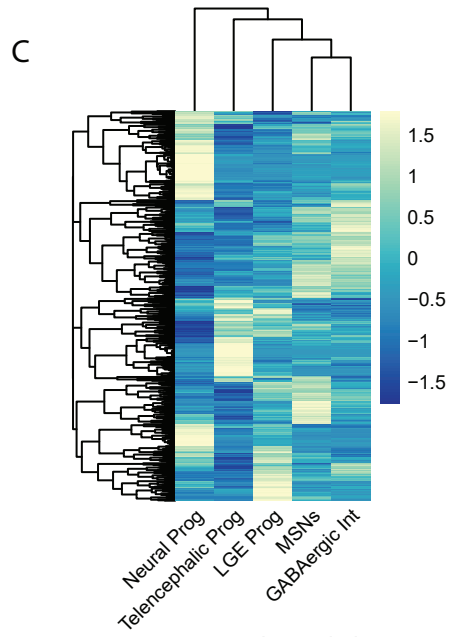 C
1.5
1
0.5
0
−0.5
−1
−1.5
Neural Prog
Telencephalic Prog
LGE Prog
MSNs
GABAergic Int